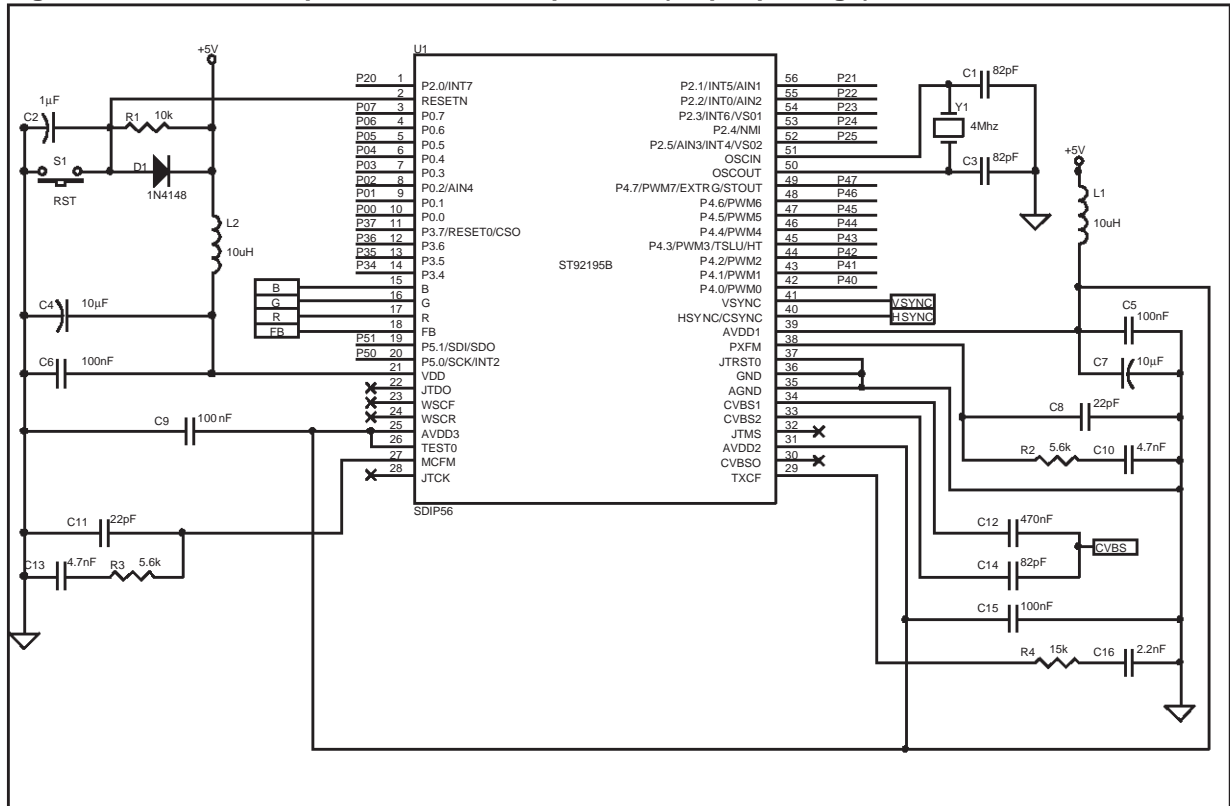 +5V
U1
1µF
C2
R1
10k
S1
RST
D1
1N4148
L2
10uH
C4
10µF
C6
100nF
C9
100 nF
C11
22pF
C13
4.7nF
R3
5.6k
B
G
R
FB
P20 1 P2.0/INT7
2 RESETN
P07 3 P0.7
P06 4 P0.6
P05 5 P0.5
P04 6 P0.4
P03 7 P0.3
P02 8 P0.2/AIN4
P01 9 P0.1
P00 10 P0.0
P37 11 P3.7/RESET0/CSO
P36 12 P3.6
P35 13 P3.5
P34 14 P3.4
15 B
16 G
17 R
18 FB
P51 19 P5.1/SDI/SDO
P50 20 P5.0/SCK/INT2
21 VDD
22 JTDO
23 WSCF
24 WSCR
25 AVDD3
26 TEST0
27 MCFM
28 JTCK
ST92195B
SDIP56
P2.1/INT5/AIN1 56 P21
P2.2/INT0/AIN2 55 P22
P2.3/INT6/VS01 54 P23
P2.4/NMI 53 P24
P2.5/AIN3/INT4/VS02 52 P25
OSCIN 51
OSCOUT 50
P4.7/PWM7/EXTRG/STOUT 49 P47
P4.6/PWM6 48 P46
P4.5/PWM5 47 P45
P4.4/PWM4 46 P44
P4.3/PWM3/TSLU/HT 45 P43
P4.2/PWM2 44 P42
P4.1/PWM1 43 P41
P4.0/PWM0 42 P40
VSYNC 41 VSYNC
HSYNC/CSYNC 40 HSYNC
AVDD1 39
PXFM 38
JTRST0 37
GND 36
AGND 35
CVBS1 34
CVBS2 33
JTMS 32
AVDD2 31
CVBSO 30
TXCF 29
C1
82pF
Y1
4Mhz
C3
82pF
+5V
L1
10uH
C5
100nF
C7
10µF
C8
22pF
R2
5.6k
C10
4.7nF
C12
470nF
CVBS
C14
82pF
C15
100nF
R4
15k
C16
2.2nF